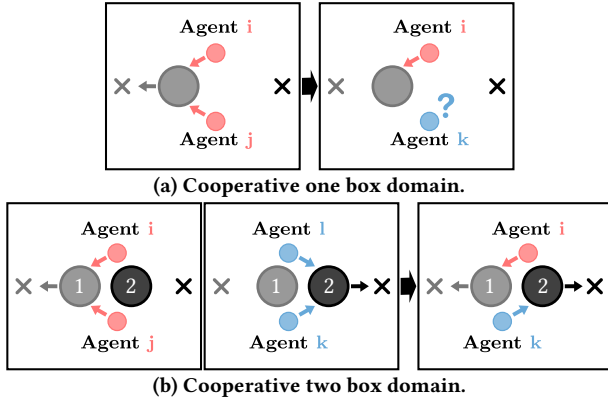 Agent i
Agent j
Agent i
?
Agent k
(a) Cooperative one box domain.
Agent i
1 2
Agent j
Agent l
1 2
Agent k
Agent i
1 2
Agent k
(b) Cooperative two box domain.